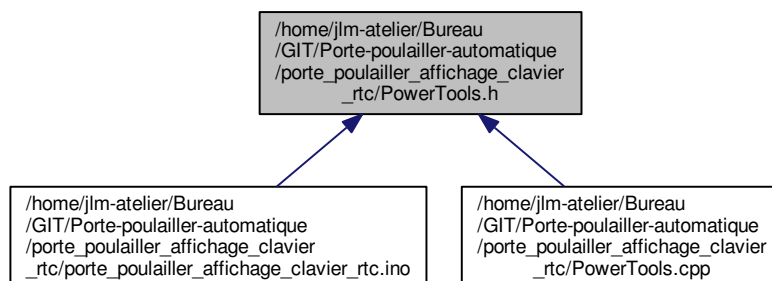 /home/jlm-atelier/Bureau
/GIT/Porte-poulailler-automatique
/porte_poulailler_affichage_clavier
_rtc/PowerTools.h
/home/jlm-atelier/Bureau
/GIT/Porte-poulailler-automatique
/porte_poulailler_affichage_clavier
_rtc/porte_poulailler_affichage_clavier_rtc.ino
/home/jlm-atelier/Bureau
/GIT/Porte-poulailler-automatique
/porte_poulailler_affichage_clavier
_rtc/PowerTools.cpp